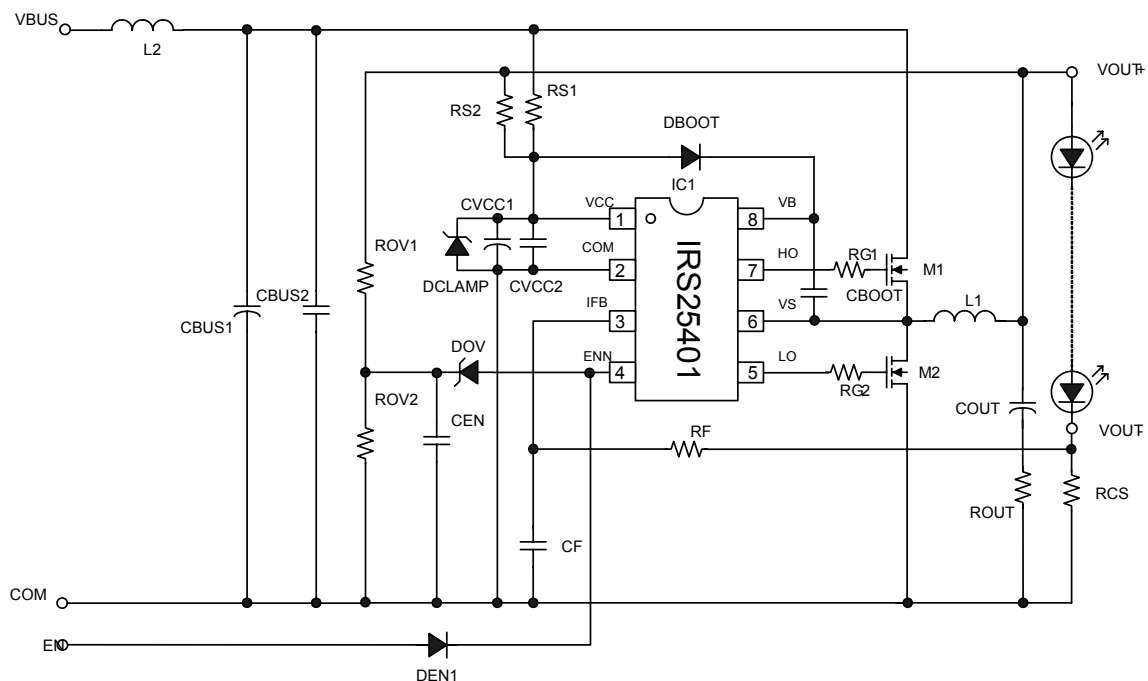 VBUS
L2
VOUT+
RS1
RS2
DBOOT
IC1
CVCC1
VCC
1
8
VB
ROV1
COM
2
7
HO
RG1
M1
DCLAMP
CVCC2
CBOOT
L1
CBUS2
CBUS1
IFB
3
6
VS
IRS25401
DOV
ENN
4
5
LO
M2
RG2
ROV2
CEN
COUT
VOUT-
RF
RCS
ROUT
CF
COM
EN
DEN1